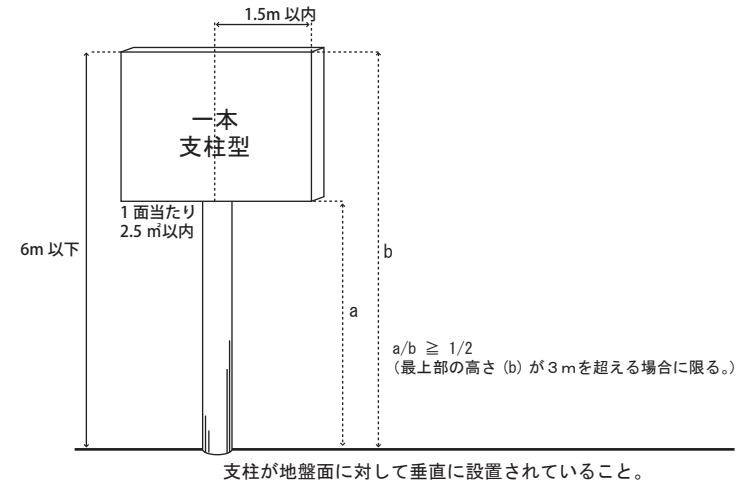 1.5m 以内
一本
支柱型
1 面当たり
2.5 ㎡以内
6m 以下
b
a
a/b ≧ 1/2
（最上部の高さ (b) が３ｍを超える場合に限る。）
支柱が地盤面に対して垂直に設置されていること。